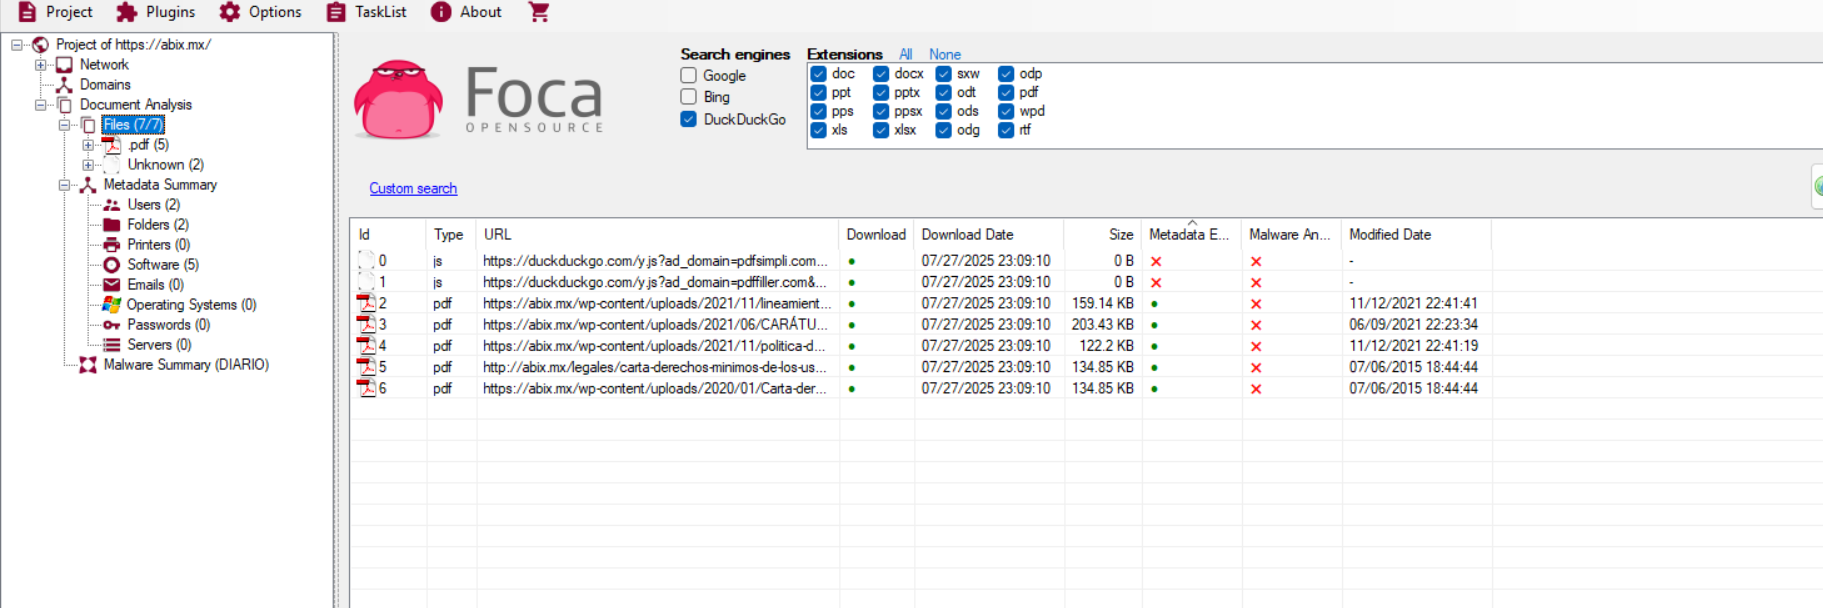 Project Plugins Options TaskList About
Project of https://abix.mx/
Network
Domains
Document Analysis
Files (7/7)
.pdf (5)
Unknown (2)
Metadata Summary
Users (2)
Folders (2)
Printers (0)
Software (5)
Emails (0)
Operating Systems (0)
Passwords (0)
Servers (0)
Malware Summary (DIARIO)
Foca
OPENSOURCE
Search engines
Google
Bing
DuckDuckGo
Extensions All None
doc docx sxw odp
ppt pptx odt pdf
pps ppsx ods wpd
xls xlsx odg rtf
Custom search
Id Type URL Download Download Date Size Metadata E... Malware An... Modified Date
0 js https://duckduckgo.com/y.js?ad_domain=pdfsimpli.com... 07/27/2025 23:09:10 0 B -
1 js https://duckduckgo.com/y.js?ad_domain=pdffiller.com&... 07/27/2025 23:09:10 0 B -
2 pdf https://abix.mx/wp-content/uploads/2021/11/lineamient... 07/27/2025 23:09:10 159.14 KB 11/12/2021 22:41:41
3 pdf https://abix.mx/wp-content/uploads/2021/06/CARÁTU... 07/27/2025 23:09:10 203.43 KB 06/09/2021 22:23:34
4 pdf https://abix.mx/wp-content/uploads/2021/11/politica-d... 07/27/2025 23:09:10 122.2 KB 11/12/2021 22:41:19
5 pdf http://abix.mx/legales/carta-derechos-minimos-de-los-us... 07/27/2025 23:09:10 134.85 KB 07/06/2015 18:44:44
6 pdf https://abix.mx/wp-content/uploads/2020/01/Carta-der... 07/27/2025 23:09:10 134.85 KB 07/06/2015 18:44:44